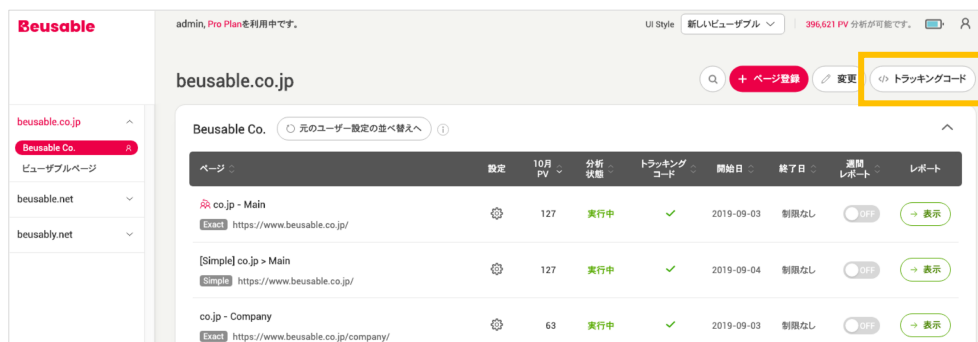 Beusable
admin, Pro Planを利用中です。
UI Style 新しいビューザブル 396,621 PV 分析が可能です。
beusable.co.jp
+ ページ登録 変更 </> トラッキングコード
beusable.co.jp
Beusable Co.
ビューザブルページ
beusable.net
beusably.net
Beusable Co. 元のユーザー設定の並べ替えへ
ページ 設定 10月 PV 分析 状態 トラッキング コード 開始日 終了日 週間 レポート レポート
co.jp - Main
Exact https://www.beusable.co.jp/ 127 実行中 2019-09-03 制限なし OFF → 表示
[Simple] co.jp > Main
Simple https://www.beusable.co.jp/ 127 実行中 2019-09-04 制限なし OFF → 表示
co.jp - Company
Exact https://www.beusable.co.jp/company/ 63 実行中 2019-09-03 制限なし OFF → 表示